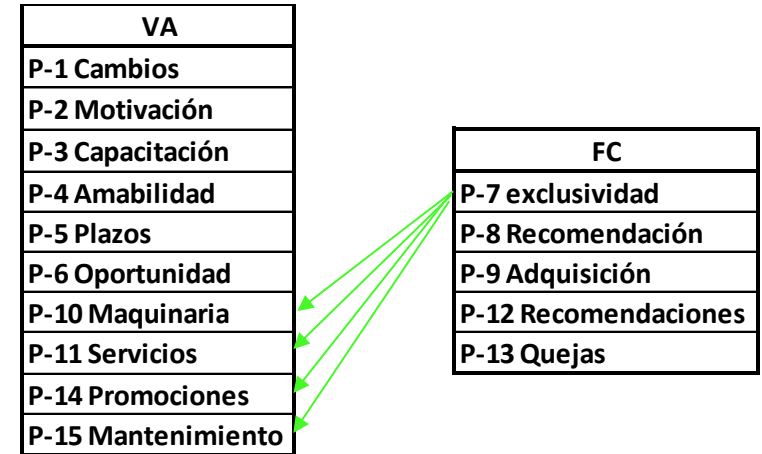 VA
P-1 Cambios
P-2 Motivación
P-3 Capacitación
P-4 Amabilidad
P-5 Plazos
P-6 Oportunidad
P-10 Maquinaria
P-11 Servicios
P-14 Promociones
P-15 Mantenimiento
FC
P-7 exclusividad
P-8 Recomendación
P-9 Adquisición
P-12 Recomendaciones
P-13 Quejas